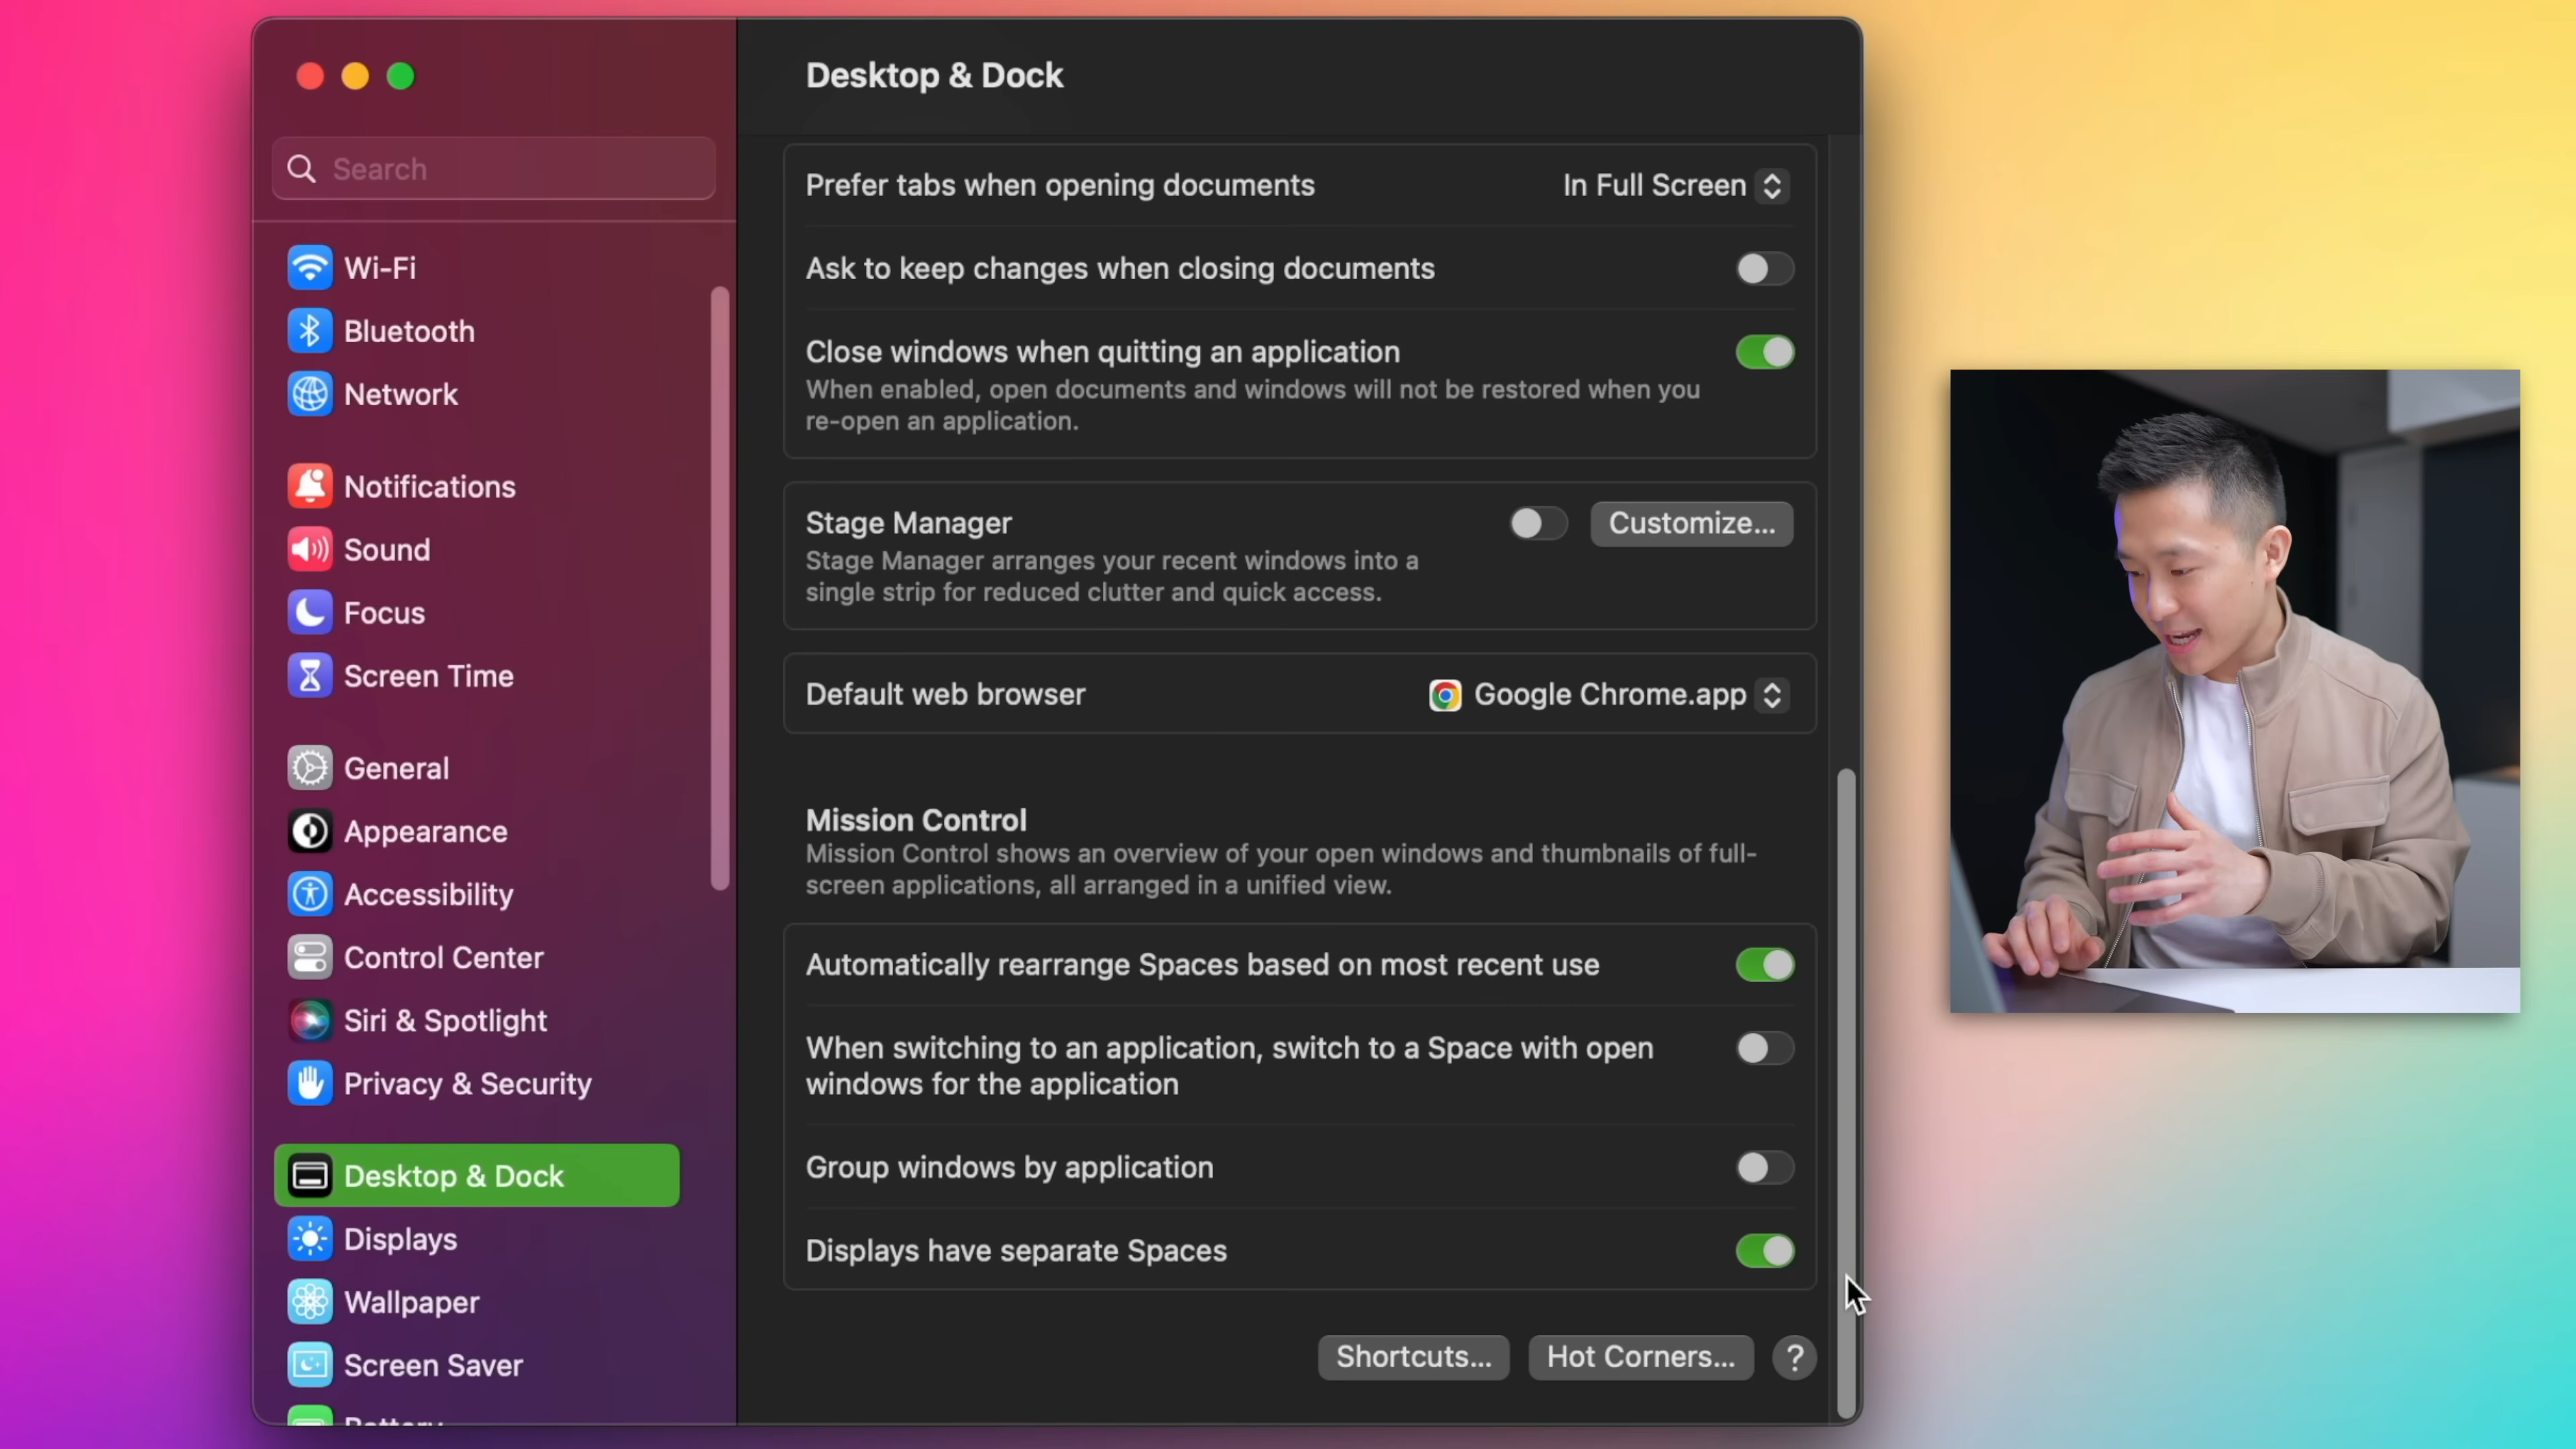 Desktop & Dock
Search
Wi-Fi
Bluetooth
Network
Notifications
Sound
Focus
Screen Time
General
Appearance
Accessibility
Control Center
Siri & Spotlight
Privacy & Security
Desktop & Dock
Displays
Wallpaper
Screen Saver
Prefer tabs when opening documents
In Full Screen
Ask to keep changes when closing documents
Close windows when quitting an application
When enabled, open documents and windows will not be restored when you
re-open an application.
Stage Manager
Customize...
Stage Manager arranges your recent windows into a
single strip for reduced clutter and quick access.
Default web browser
Google Chrome.app
Mission Control
Mission Control shows an overview of your open windows and thumbnails of full-
screen applications, all arranged in a unified view.
Automatically rearrange Spaces based on most recent use
When switching to an application, switch to a Space with open
windows for the application
Group windows by application
Displays have separate Spaces
Shortcuts...
Hot Corners...
?